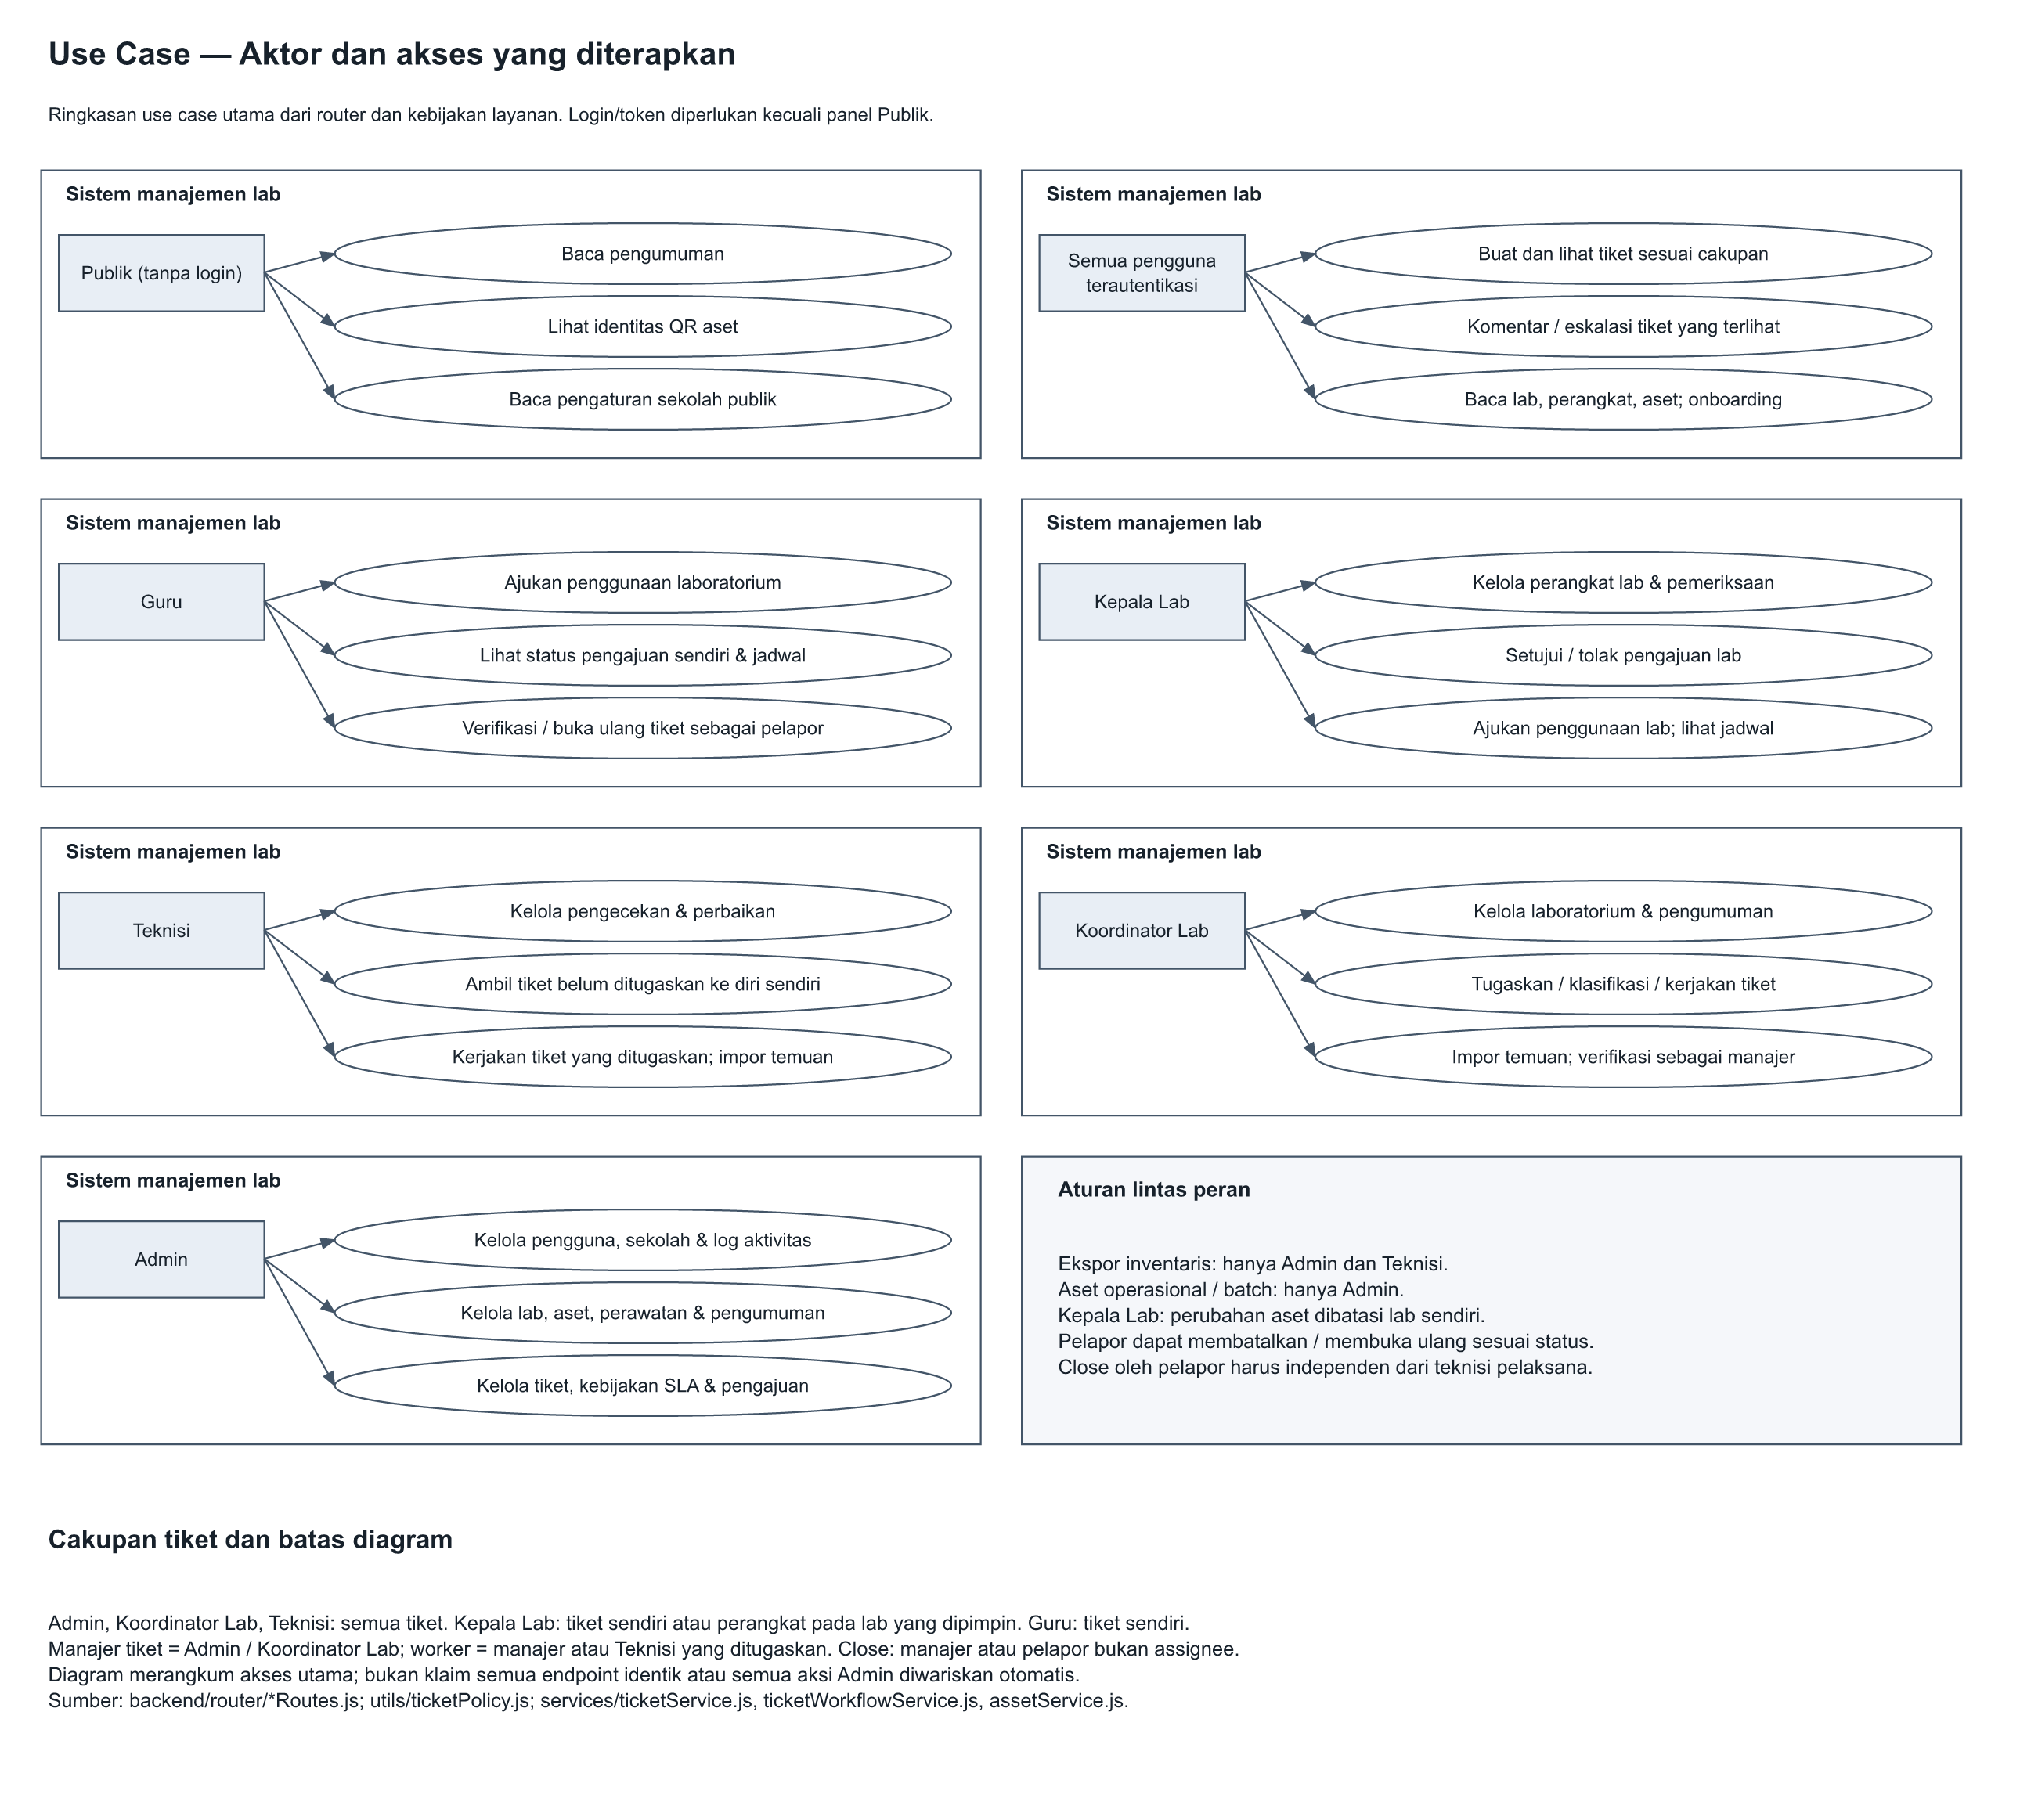 Use Case — Aktor dan akses yang diterapkan
Ringkasan use case utama dari router dan kebijakan layanan. Login/token diperlukan kecuali panel Publik.
Sistem manajemen lab
Publik (tanpa login)
Baca pengumuman
Lihat identitas QR aset
Baca pengaturan sekolah publik
Sistem manajemen lab
Semua pengguna
terautentikasi
Buat dan lihat tiket sesuai cakupan
Komentar / eskalasi tiket yang terlihat
Baca lab, perangkat, aset; onboarding
Sistem manajemen lab
Guru
Ajukan penggunaan laboratorium
Lihat status pengajuan sendiri & jadwal
Verifikasi / buka ulang tiket sebagai pelapor
Sistem manajemen lab
Kepala Lab
Kelola perangkat lab & pemeriksaan
Setujui / tolak pengajuan lab
Ajukan penggunaan lab; lihat jadwal
Sistem manajemen lab
Teknisi
Kelola pengecekan & perbaikan
Ambil tiket belum ditugaskan ke diri sendiri
Kerjakan tiket yang ditugaskan; impor temuan
Sistem manajemen lab
Koordinator Lab
Kelola laboratorium & pengumuman
Tugaskan / klasifikasi / kerjakan tiket
Impor temuan; verifikasi sebagai manajer
Sistem manajemen lab
Admin
Kelola pengguna, sekolah & log aktivitas
Kelola lab, aset, perawatan & pengumuman
Kelola tiket, kebijakan SLA & pengajuan
Aturan lintas peran
Ekspor inventaris: hanya Admin dan Teknisi.
Aset operasional / batch: hanya Admin.
Kepala Lab: perubahan aset dibatasi lab sendiri.
Pelapor dapat membatalkan / membuka ulang sesuai status.
Close oleh pelapor harus independen dari teknisi pelaksana.
Cakupan tiket dan batas diagram
Admin, Koordinator Lab, Teknisi: semua tiket. Kepala Lab: tiket sendiri atau perangkat pada lab yang dipimpin. Guru: tiket sendiri.
Manajer tiket = Admin / Koordinator Lab; worker = manajer atau Teknisi yang ditugaskan. Close: manajer atau pelapor bukan assignee.
Diagram merangkum akses utama; bukan klaim semua endpoint identik atau semua aksi Admin diwariskan otomatis.
Sumber: backend/router/*Routes.js; utils/ticketPolicy.js; services/ticketService.js, ticketWorkflowService.js, assetService.js.